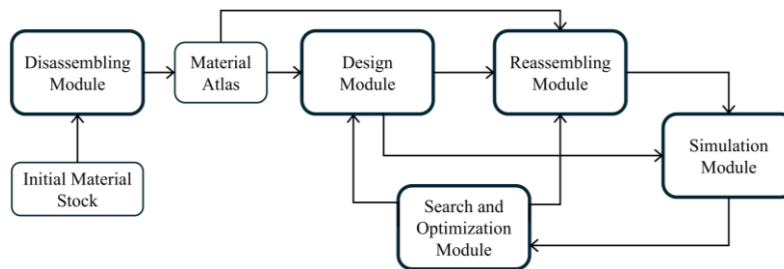 Disassembling
Module
Material
Atlas
Design
Module
Reassembling
Module
Initial Material
Stock
Simulation
Module
Search and
Optimization
Module